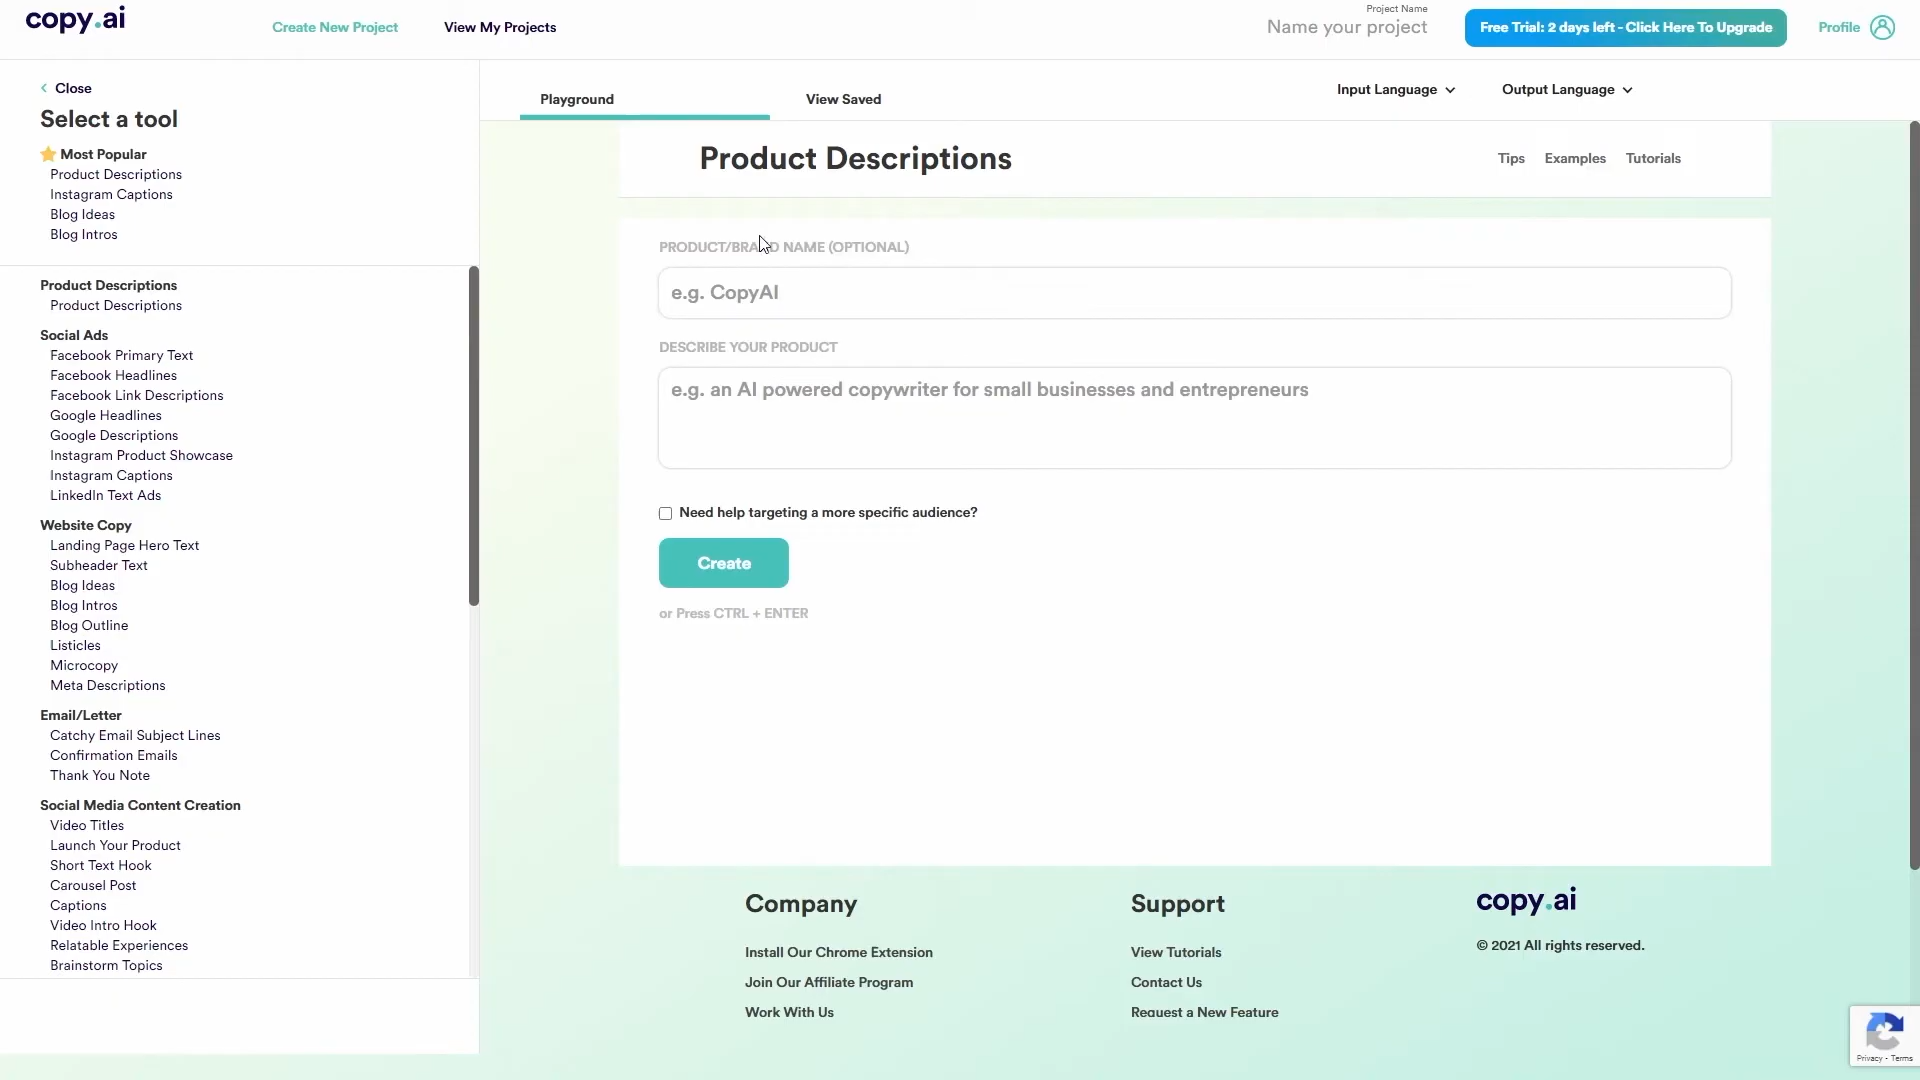 copy.ai
Create New Project
View My Projects
Project Name
Name your project
Free Trial: 2 days left - Click Here To Upgrade
Profile
Close
Select a tool
Most Popular
Product Descriptions
Instagram Captions
Blog Ideas
Blog Intros
Product Descriptions
Product Descriptions
Social Ads
Facebook Primary Text
Facebook Headlines
Facebook Link Descriptions
Google Headlines
Google Descriptions
Instagram Product Showcase
Instagram Captions
LinkedIn Text Ads
Website Copy
Landing Page Hero Text
Subheader Text
Blog Ideas
Blog Intros
Blog Outline
Listicles
Microcopy
Meta Descriptions
Email/Letter
Catchy Email Subject Lines
Confirmation Emails
Thank You Note
Social Media Content Creation
Video Titles
Launch Your Product
Short Text Hook
Carousel Post
Captions
Video Intro Hook
Relatable Experiences
Brainstorm Topics
Playground
View Saved
Input Language
Output Language
Product Descriptions
Tips
Examples
Tutorials
PRODUCT/BRAND NAME (OPTIONAL)
e.g. CopyAI
DESCRIBE YOUR PRODUCT
e.g. an AI powered copywriter for small businesses and entrepreneurs
Need help targeting a more specific audience?
Create
or Press CTRL + ENTER
Company
Install Our Chrome Extension
Join Our Affiliate Program
Work With Us
Support
View Tutorials
Contact Us
Request a New Feature
copy.ai
© 2021 All rights reserved.
Privacy - Terms